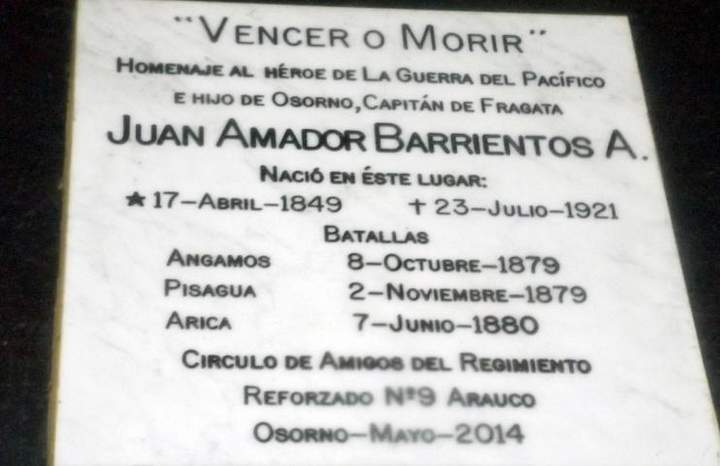 "VENCER O MORIR"
HOMENAJE AL HÉROE DE LA GUERRA DEL PACÍFICO
E HIJO DE OSORNO, CAPITÁN DE FRAGATA
JUAN AMADOR BARRIENTOS A.
NACIÓ EN ÉSTE LUGAR:
★ 17-ABRIL-1849 † 23-JULIO-1921
BATALLAS
ANGAMOS 8-OCTUBRE-1879
PISAGUA 2-NOVIEMBRE-1879
ARICA 7-JUNIO-1880
CIRCULO DE AMIGOS DEL REGIMIENTO
REFORZADO Nº9 ARAUCO
OSORNO-MAYO-2014